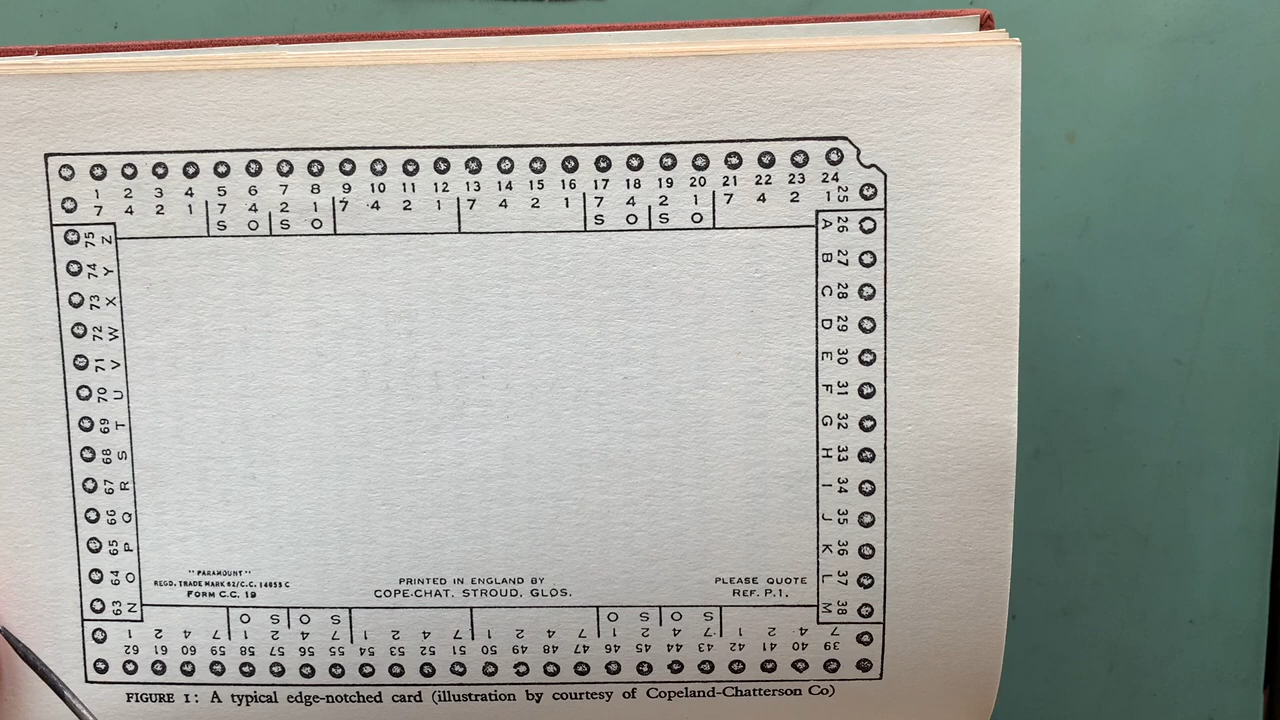 1 2 3 4 5 6 7 8 9 10 11 12 13 14 15 16 17 18 19 20 21 22 23 24
7 4 2 1 7 4 2 1 7 4 2 1 7 4 2 1 7 4 2 1 7 4 2 1
S O S O S O S O
25 26 27 28 29 30 31 32 33 34 35 36 37 38
A B C D E F G H I J K L M
75 74 73 72 71 70 69 68 67 66 65 64 63
Z Y X W V U T S R Q P O N
"PARAMOUNT"
REGD. TRADE MARK 62/C.C. 14653 C
FORM C.C. 19
PRINTED IN ENGLAND BY
COPE-CHAT. STROUD, GLOS.
PLEASE QUOTE
REF. P.1.
O S O S O S O S
1 2 4 7 1 2 4 7 1 2 4 7 1 2 4 7 1 2 4 7 1 2 4 7
62 61 60 59 58 57 56 55 54 53 52 51 50 49 48 47 46 45 44 43 42 41 40 39
FIGURE 1: A typical edge-notched card (illustration by courtesy of Copeland-Chatterson Co)